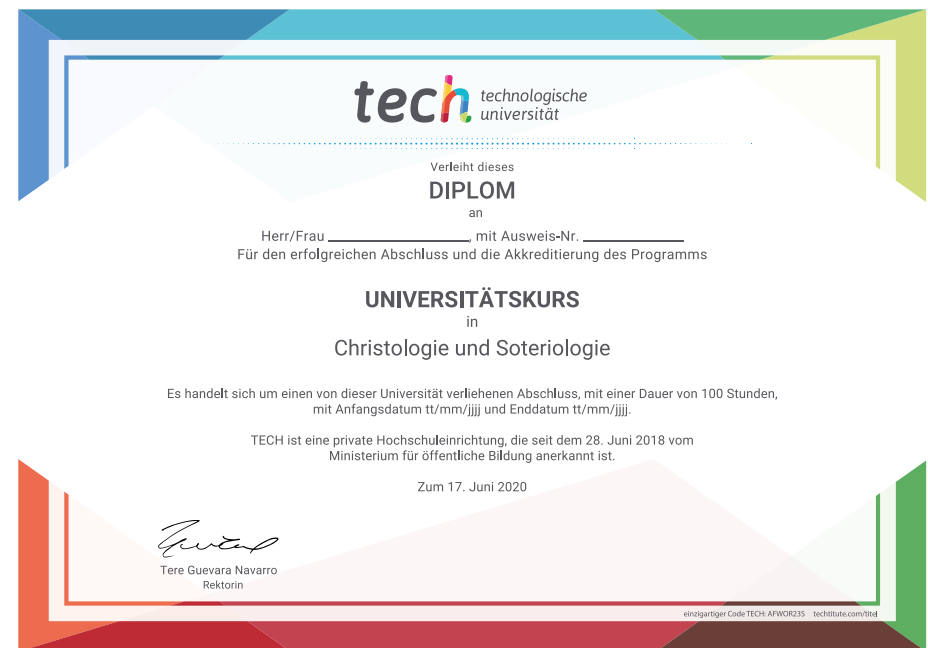 tech technologische
universität
Verleiht dieses
DIPLOM
an
Herr/Frau ________________, mit Ausweis-Nr. ____________
Für den erfolgreichen Abschluss und die Akkreditierung des Programms
UNIVERSITÄTSKURS
in
Christologie und Soteriologie
Es handelt sich um einen von dieser Universität verliehenen Abschluss, mit einer Dauer von 100 Stunden,
mit Anfangsdatum tt/mm/jjjj und Enddatum tt/mm/jjjj.
TECH ist eine private Hochschuleinrichtung, die seit dem 28. Juni 2018 vom
Ministerium für öffentliche Bildung anerkannt ist.
Zum 17. Juni 2020
Tere Guevara Navarro
Rektorin
einzigartiger Code TECH: AFWOR23S techtitute.com/titel